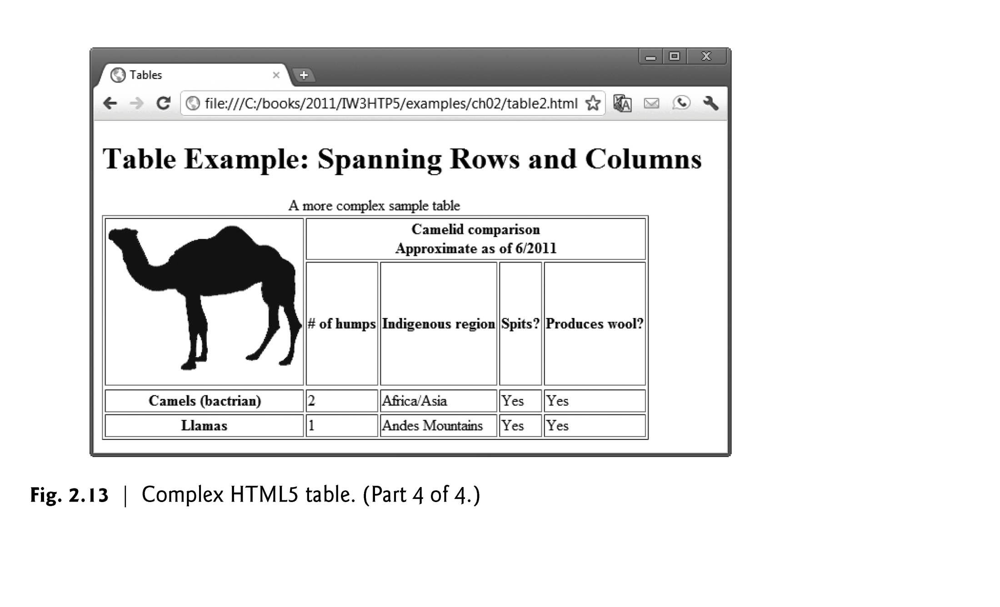 Tables
file:///C:/books/2011/IW3HTP5/examples/ch02/table2.html
Table Example: Spanning Rows and Columns
A more complex sample table
Camelid comparison
Approximate as of 6/2011
# of humps Indigenous region Spits? Produces wool?
Camels (bactrian) 2 Africa/Asia Yes Yes
Llamas 1 Andes Mountains Yes Yes
Fig. 2.13 | Complex HTML5 table. (Part 4 of 4.)